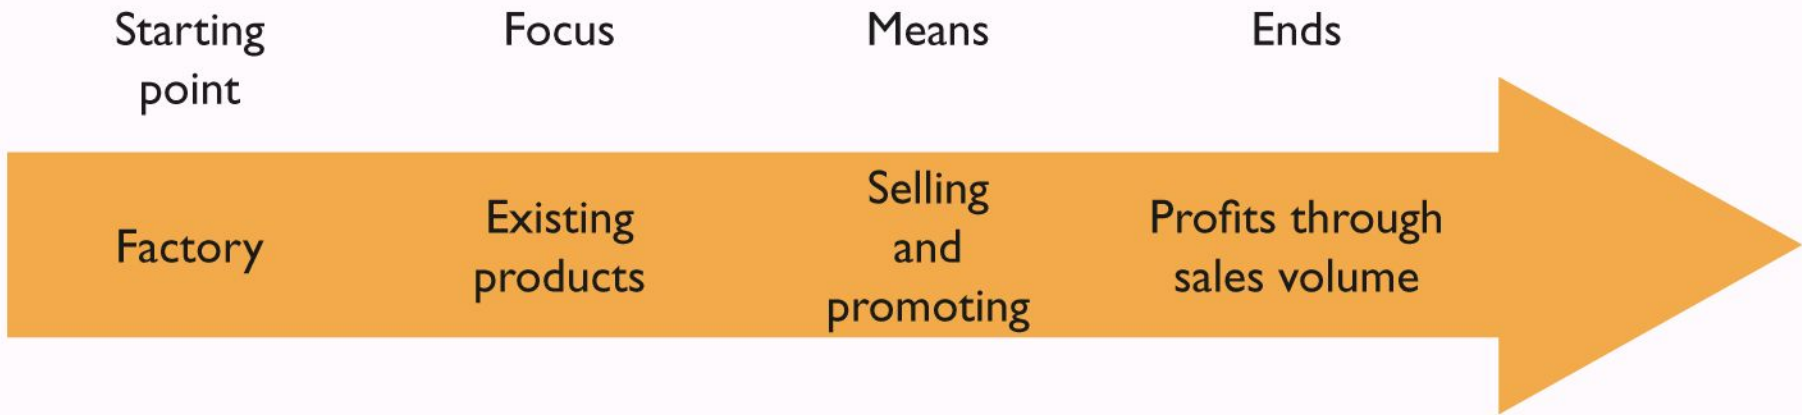 Starting
point
Focus
Means
Ends
Factory
Existing
products
Selling
and
promoting
Profits through
sales volume